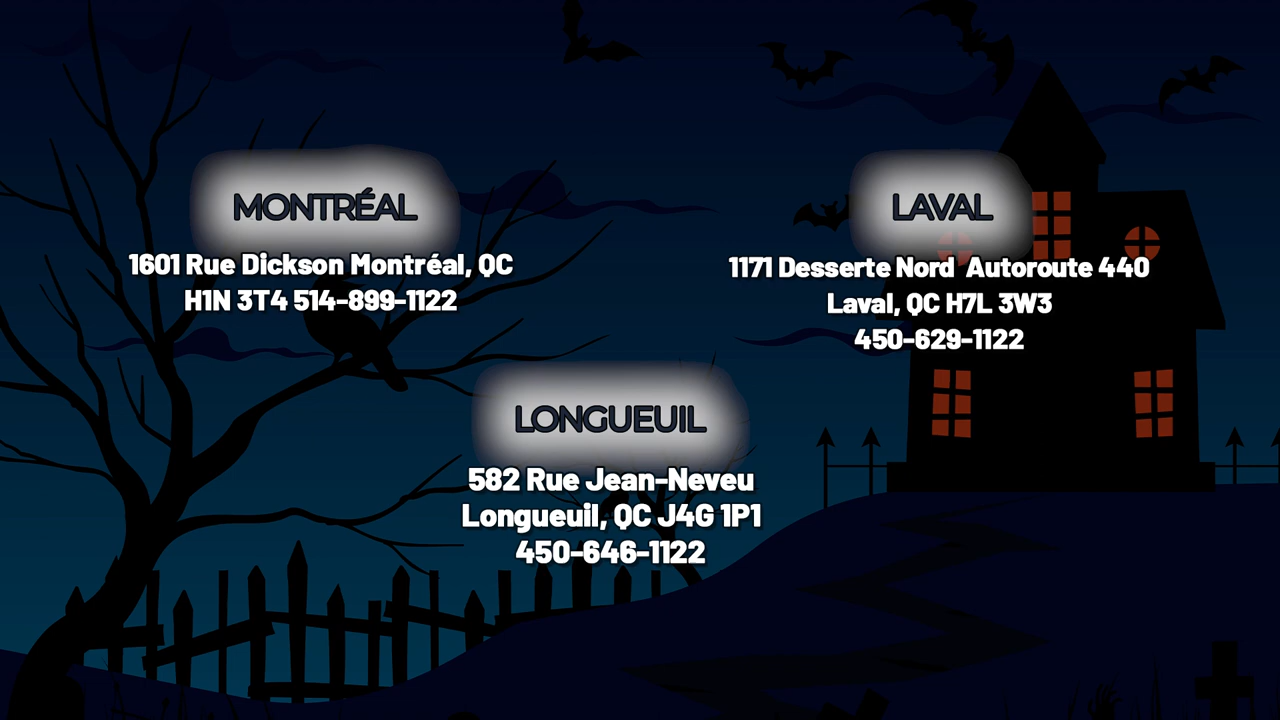 MONTRÉAL
1601 Rue Dickson Montréal, QC
H1N 3T4 514-899-1122
LAVAL
1171 Desserte Nord Autoroute 440
Laval, QC H7L 3W3
450-629-1122
LONGUEUIL
582 Rue Jean-Neveu
Longueuil, QC J4G 1P1
450-646-1122